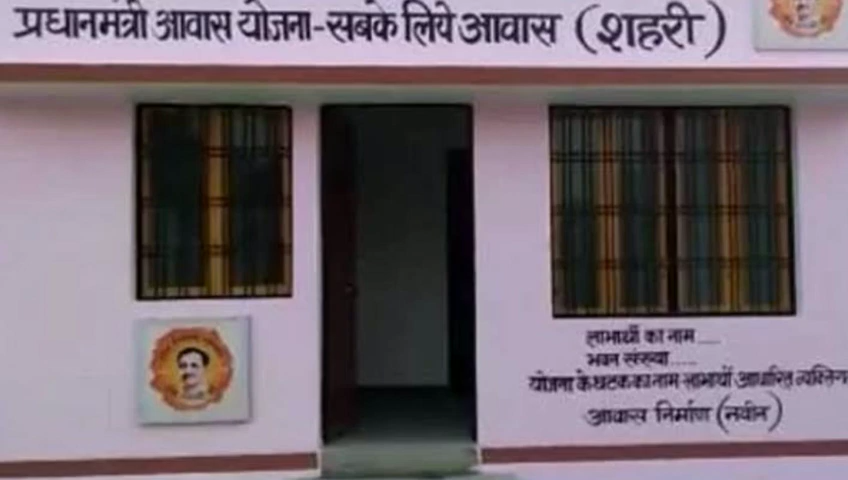 प्रधानमंत्री आवास योजना-सबके लिये आवास (शहरी)
लाभार्थी का नाम ....
भवन संख्या .....
योजना के घटक का नाम लाभार्थी आधारित व्यक्तिगत
आवास निर्माण (नवीन)